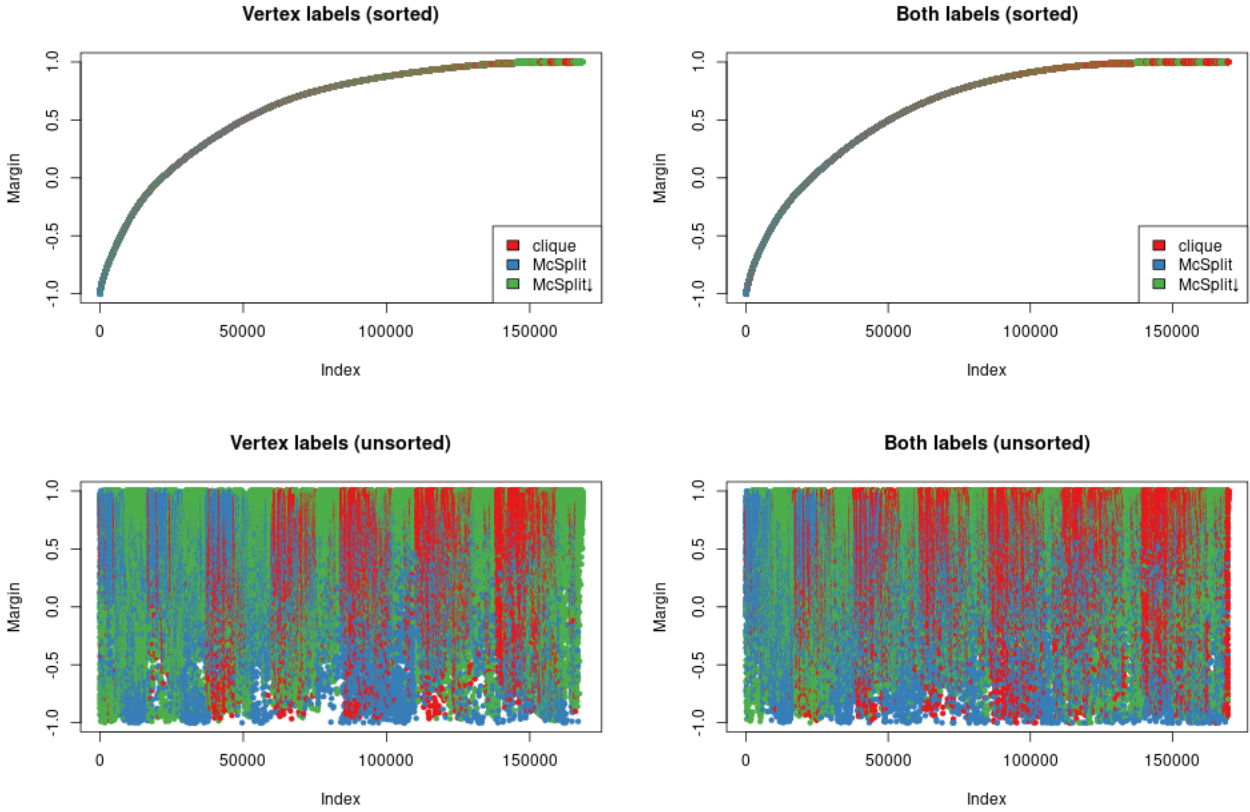 Vertex labels (sorted)
Margin
1.0
0.5
0.0
-0.5
-1.0
clique
McSplit
McSplit↓
0 50000 100000 150000
Index
Both labels (sorted)
Margin
1.0
0.5
0.0
-0.5
-1.0
clique
McSplit
McSplit↓
0 50000 100000 150000
Index
Vertex labels (unsorted)
Margin
1.0
0.5
0.0
-0.5
-1.0
0 50000 100000 150000
Index
Both labels (unsorted)
Margin
1.0
0.5
0.0
-0.5
-1.0
0 50000 100000 150000
Index